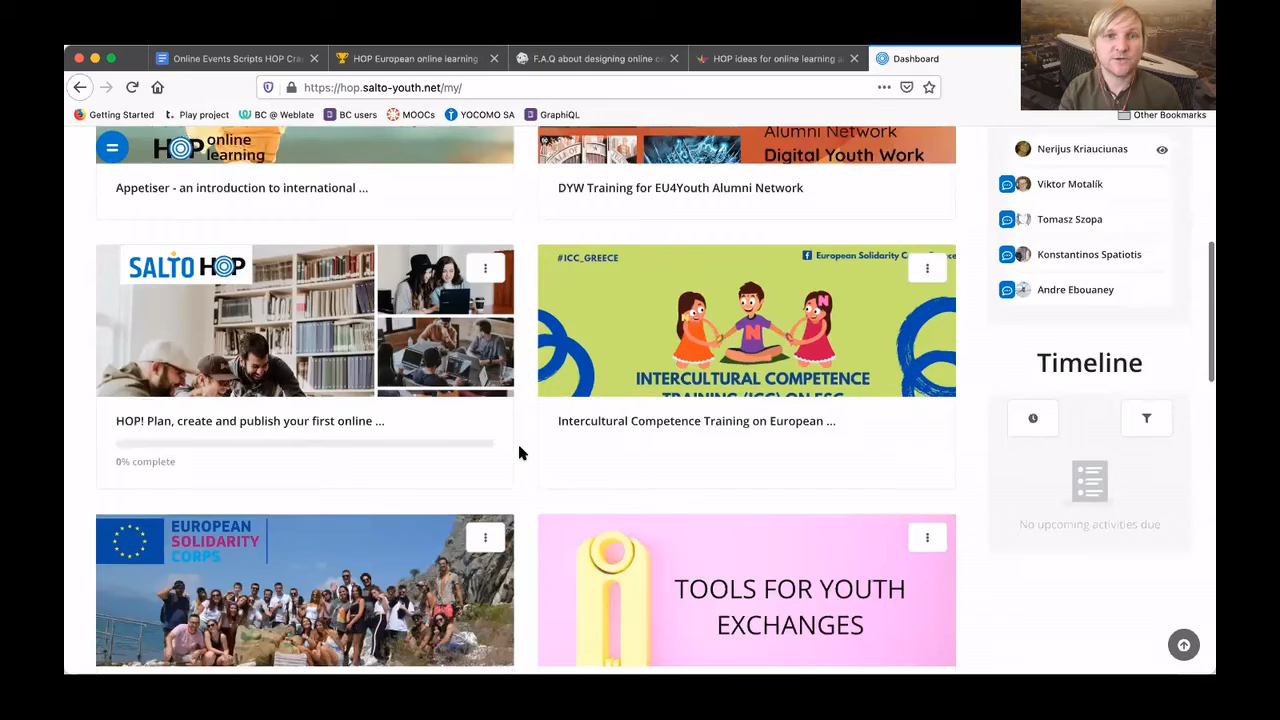 Online Events Scripts HOP Cra
HOP European online learning
F.A.Q about designing online c
HOP ideas for online learning a
Dashboard
https://hop.salto-youth.net/my/
Getting Started
Play project
BC @ Weblate
BC users
MOOCs
YOCOMO SA
GraphiQL
Other Bookmarks
HOP online
learning
Alumni Network
Digital Youth Work
Appetiser - an introduction to international ...
DYW Training for EU4Youth Alumni Network
Nerijus Kriauciunas
Viktor Motalík
Tomasz Szopa
Konstantinos Spatiotis
Andre Ebouaney
SALTO HOP
#ICC_GREECE
European Solidarity Co
N
N
INTERCULTURAL COMPETENCE
TRAINING (ICC) ON ESC
HOP! Plan, create and publish your first online ...
0% complete
Intercultural Competence Training on European ...
Timeline
No upcoming activities due
EUROPEAN
SOLIDARITY
CORPS
TOOLS FOR YOUTH
EXCHANGES